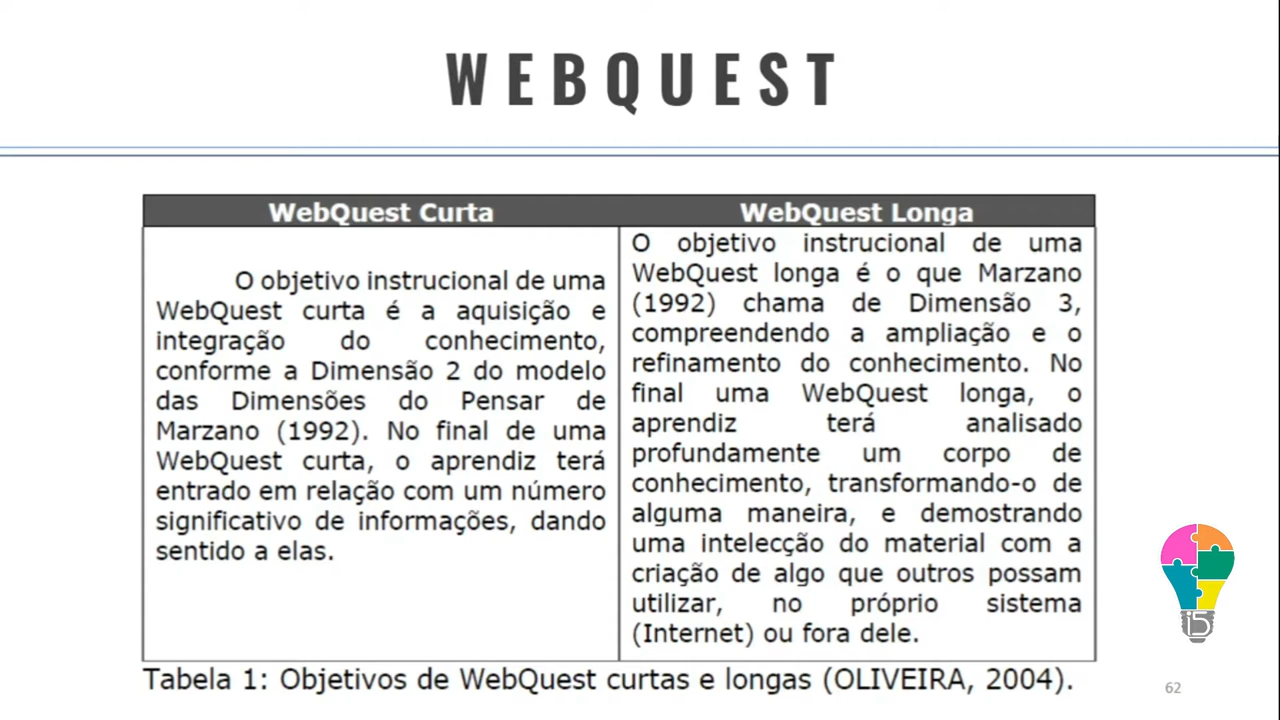 WEBQUEST
WebQuest Curta
O objetivo instrucional de uma
WebQuest curta é a aquisição e
integração do conhecimento,
conforme a Dimensão 2 do modelo
das Dimensões do Pensar de
Marzano (1992). No final de uma
WebQuest curta, o aprendiz terá
entrado em relação com um número
significativo de informações, dando
sentido a elas.
WebQuest Longa
O objetivo instrucional de uma
WebQuest longa é o que Marzano
(1992) chama de Dimensão 3,
compreendendo a ampliação e o
refinamento do conhecimento. No
final uma WebQuest longa, o
aprendiz terá analisado
profundamente um corpo de
conhecimento, transformando-o de
alguma maneira, e demostrando
uma intelecção do material com a
criação de algo que outros possam
utilizar, no próprio sistema
(Internet) ou fora dele.
Tabela 1: Objetivos de WebQuest curtas e longas (OLIVEIRA, 2004).
i5
62